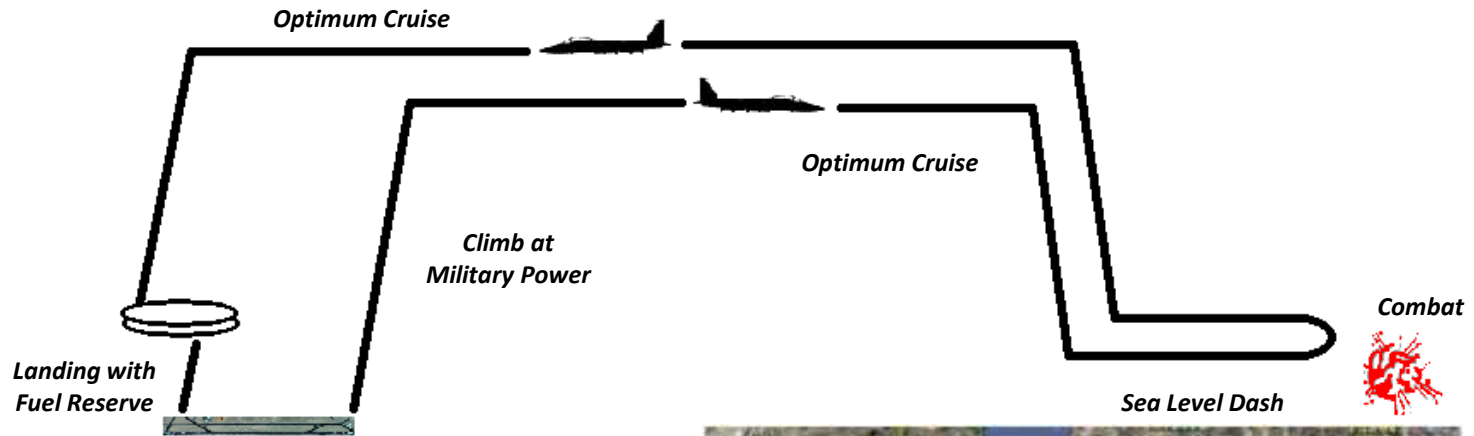 Optimum Cruise
Optimum Cruise
Climb at
Military Power
Combat
Landing with
Fuel Reserve
Sea Level Dash